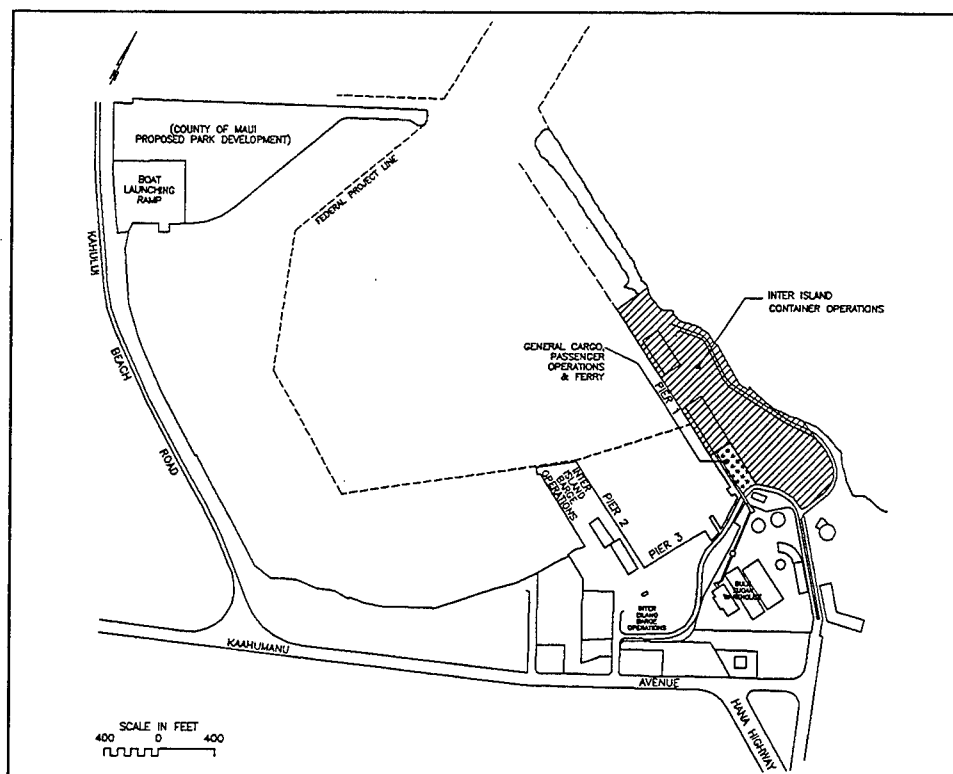 (COUNTY OF MAUI
PROPOSED PARK DEVELOPMENT)
BOAT
LAUNCHING
RAMP
FEDERAL PROJECT LINE
KAHULUI
BEACH
ROAD
INTER ISLAND
CONTAINER OPERATIONS
GENERAL CARGO,
PASSENGER
OPERATIONS
& FERRY
PIER 1
INTER
ISLAND
BARGE
OPERATIONS
PIER 2
PIER 3
BULK
SUGAR
WAREHOUSE
INTER
ISLAND
BARGE
OPERATIONS
KAAHUMANU
AVENUE
HANA HIGHWAY
SCALE IN FEET
400 0 400